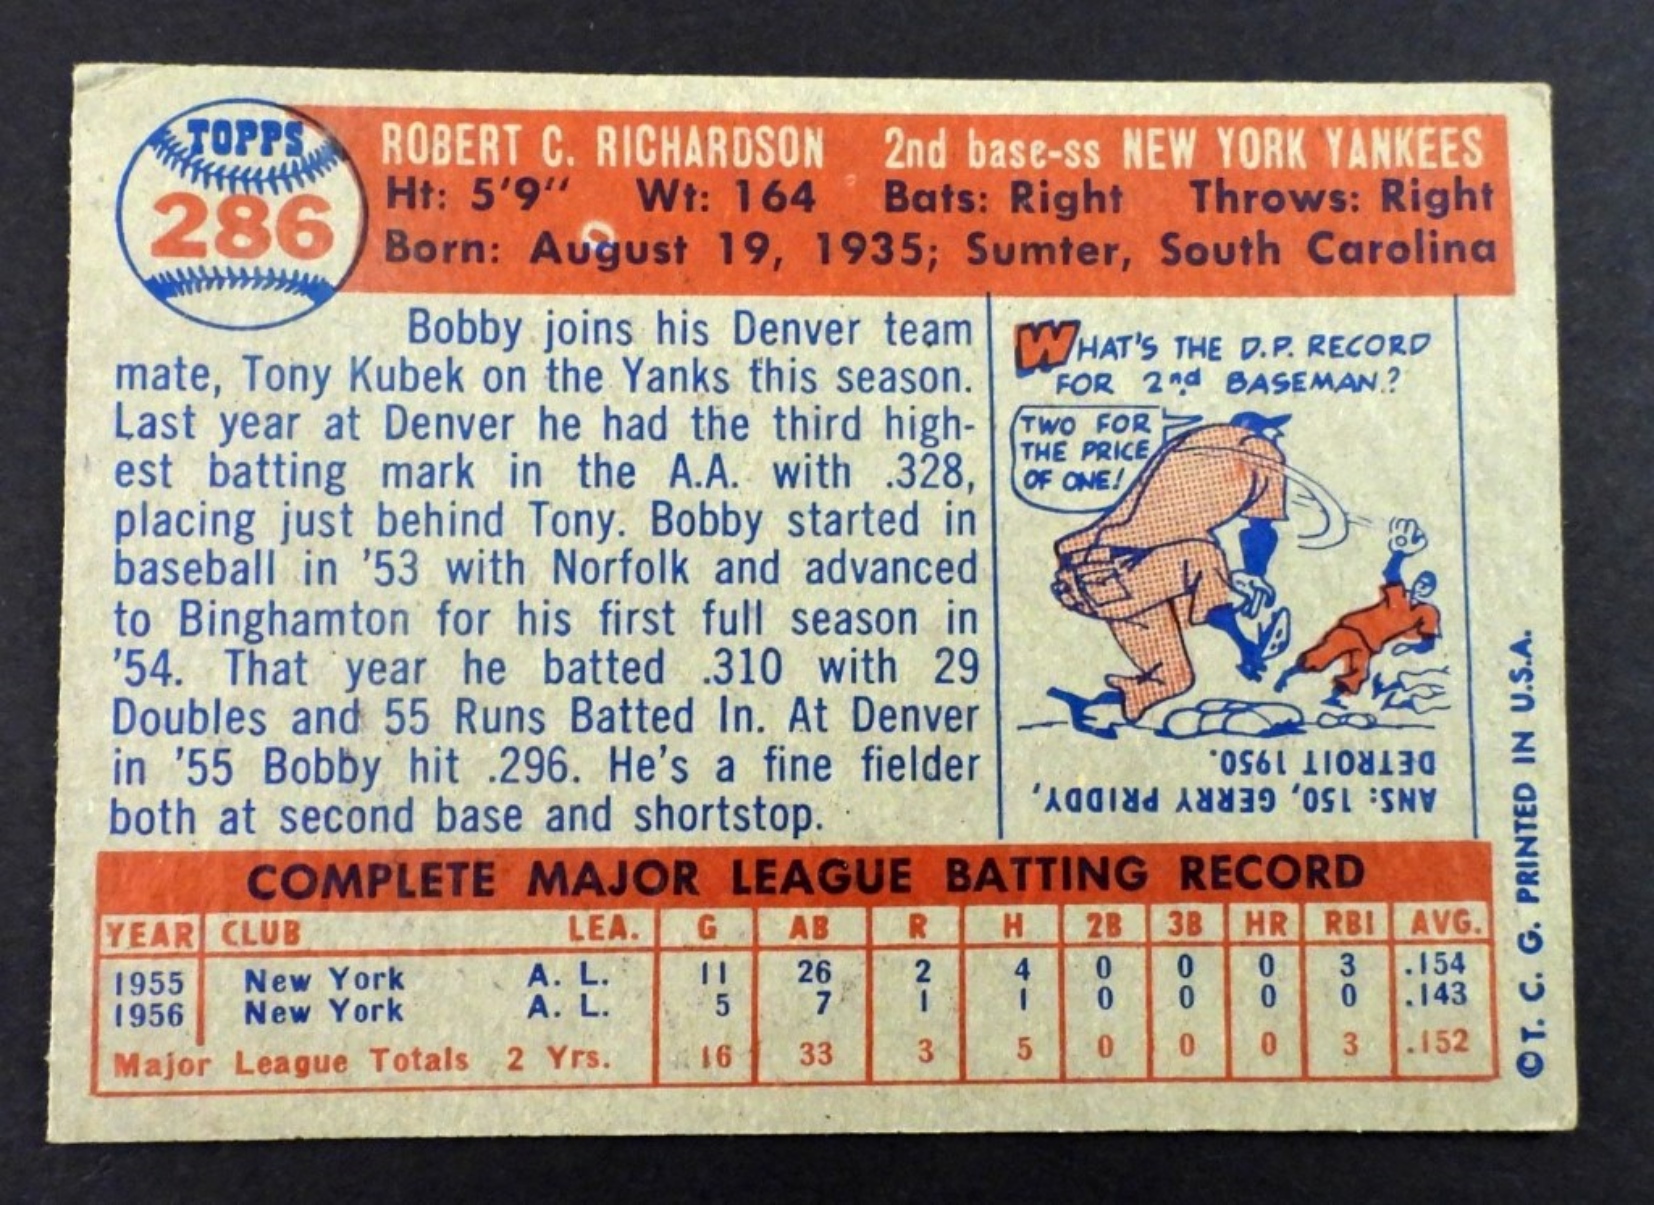 TOPPS
286
ROBERT C. RICHARDSON 2nd base-ss NEW YORK YANKEES
Ht: 5'9" Wt: 164 Bats: Right Throws: Right
Born: August 19, 1935; Sumter, South Carolina
Bobby joins his Denver team
mate, Tony Kubek on the Yanks this season.
Last year at Denver he had the third high-
est batting mark in the A.A. with .328,
placing just behind Tony. Bobby started in
baseball in '53 with Norfolk and advanced
to Binghamton for his first full season in
'54. That year he batted .310 with 29
Doubles and 55 Runs Batted In. At Denver
in '55 Bobby hit .296. He's a fine fielder
both at second base and shortstop.
WHAT'S THE D.P. RECORD
FOR 2nd BASEMAN?
TWO FOR
THE PRICE
OF ONE!
ANS: 150, GERRY PRIDDY,
DETROIT 1950.
COMPLETE MAJOR LEAGUE BATTING RECORD
YEAR CLUB LEA. G AB R H 2B 3B HR RBI AVG.
1955 New York A. L. 11 26 2 4 0 0 0 3 .154
1956 New York A. L. 5 7 1 1 0 0 0 0 .143
Major League Totals 2 Yrs. 16 33 3 5 0 0 0 3 .152
©T. C. G. PRINTED IN U.S.A.